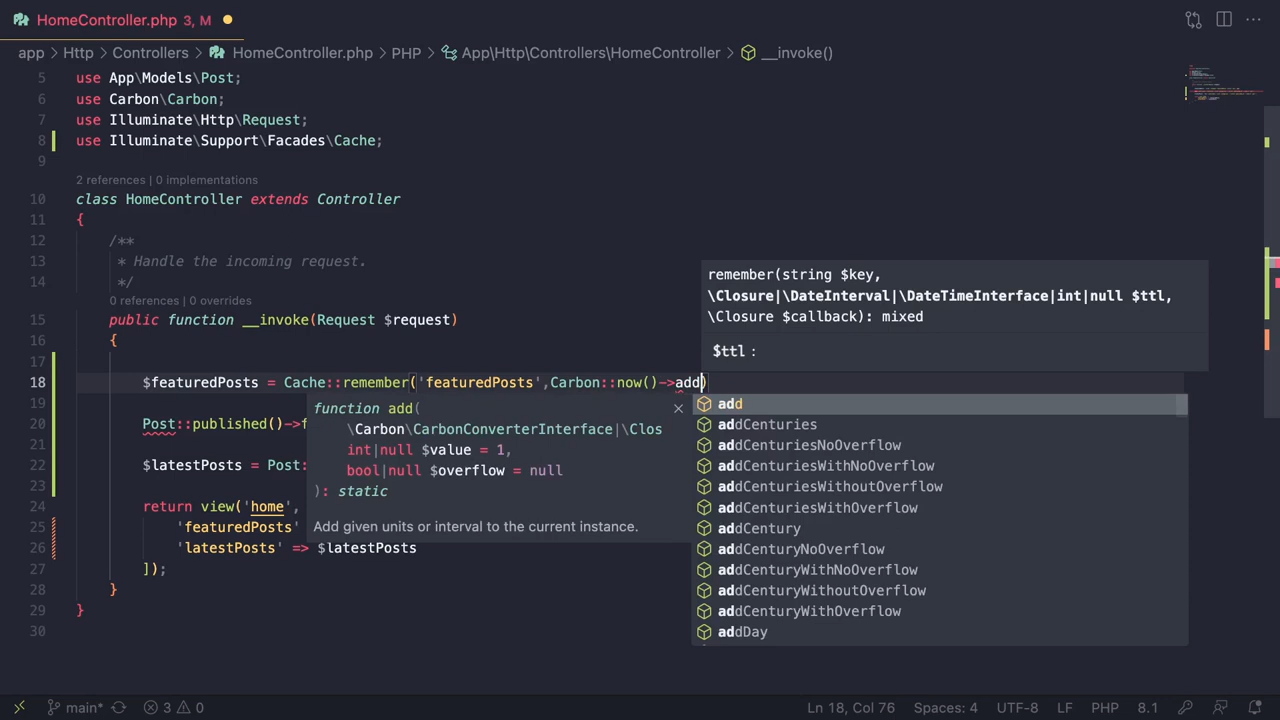 HomeController.php 3, M
app > Http > Controllers > HomeController.php > PHP > App\Http\Controllers\HomeController > __invoke()
5 use App\Models\Post;
6 use Carbon\Carbon;
7 use Illuminate\Http\Request;
8 use Illuminate\Support\Facades\Cache;
9
2 references | 0 implementations
10 class HomeController extends Controller
11 {
12 /**
13 * Handle the incoming request.
14 */
0 references | 0 overrides
15 public function __invoke(Request $request)
16 {
17
18 $featuredPosts = Cache::remember('featuredPosts',Carbon::now()->add)
19
20 Post::published()->f
21
22 $latestPosts = Post:
23
24 return view('home',
25 'featuredPosts'
26 'latestPosts' => $latestPosts
27 ]);
28 }
29 }
30
remember(string $key,
\Closure|\DateInterval|\DateTimeInterface|int|null $ttl,
\Closure $callback): mixed
$ttl :
function add(
\Carbon\CarbonConverterInterface|\Clos
int|null $value = 1,
bool|null $overflow = null
): static
Add given units or interval to the current instance.
add
addCenturies
addCenturiesNoOverflow
addCenturiesWithNoOverflow
addCenturiesWithoutOverflow
addCenturiesWithOverflow
addCentury
addCenturyNoOverflow
addCenturyWithNoOverflow
addCenturyWithoutOverflow
addCenturyWithOverflow
addDay
main* 3 0 Ln 18, Col 76 Spaces: 4 UTF-8 LF PHP 8.1